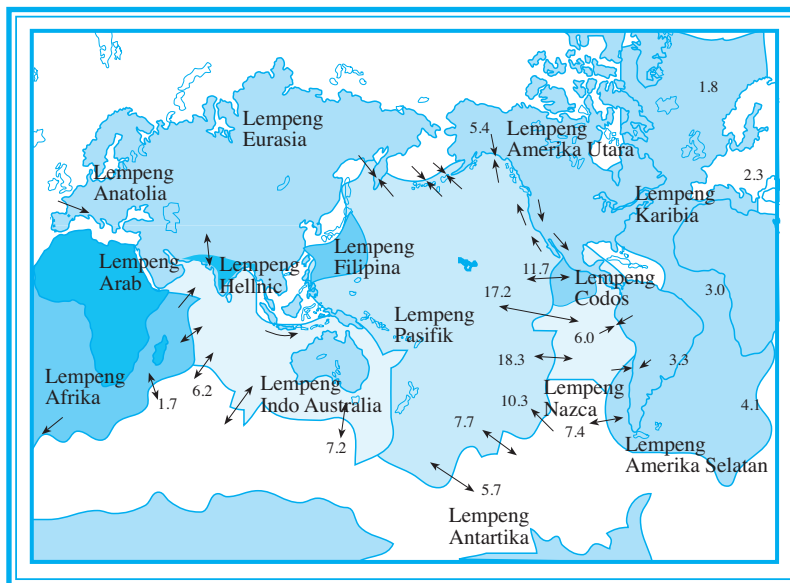 1.8
Lempeng
Eurasia
5.4
Lempeng
Amerika Utara
Lempeng
Anatolia
2.3
Lempeng
Karibia
Lempeng
Arab
Lempeng
Hellnic
Lempeng
Filipina
11.7
Lempeng
Codos
17.2
3.0
Lempeng
Pasifik
6.0
18.3
3.3
Lempeng
Afrika
6.2
1.7
Lempeng
Indo Australia
Lempeng
Nazca
10.3
4.1
7.7
7.4
7.2
Lempeng
Amerika Selatan
5.7
Lempeng
Antartika